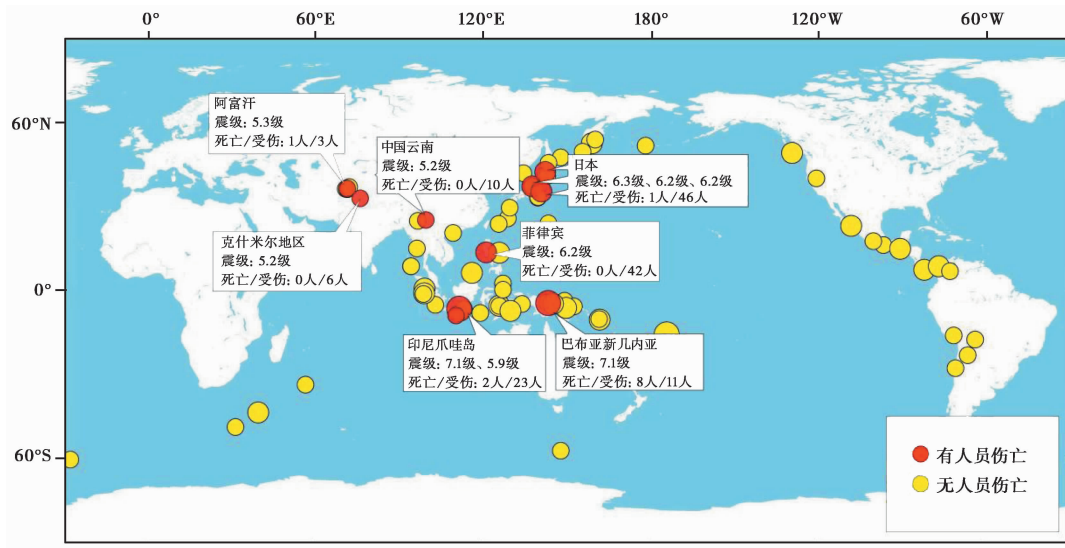 0°
60°E
120°E
180°
120°W
60°W
60°N
0°
60°S
阿富汗
震级: 5.3级
死亡/受伤: 1人/3人
中国云南
震级: 5.2级
死亡/受伤: 0人/10人
日本
震级: 6.3级、6.2级、6.2级
死亡/受伤: 1人/46人
克什米尔地区
震级: 5.2级
死亡/受伤: 0人/6人
菲律宾
震级: 6.2级
死亡/受伤: 0人/42人
印尼爪哇岛
震级: 7.1级、5.9级
死亡/受伤: 2人/23人
巴布亚新几内亚
震级: 7.1级
死亡/受伤: 8人/11人
有人员伤亡
无人员伤亡